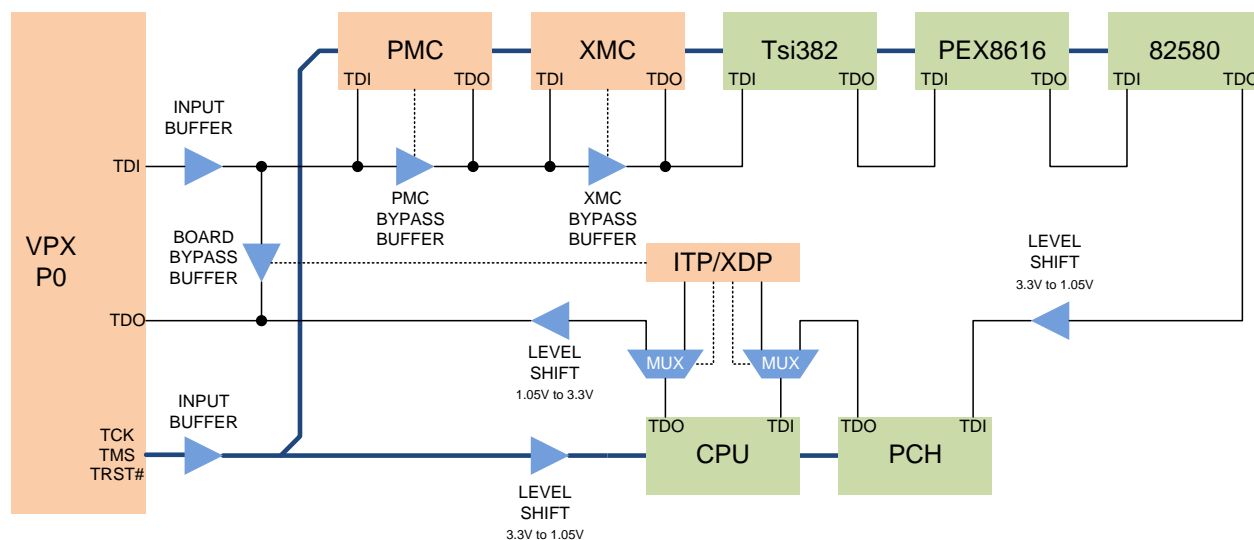 PMC
XMC
Tsi382
PEX8616
82580
TDI
TDO
TDI
TDO
TDI
TDO
TDI
TDO
TDI
TDO
INPUT
BUFFER
TDI
PMC
BYPASS
BUFFER
XMC
BYPASS
BUFFER
VPX
P0
BOARD
BYPASS
BUFFER
ITP/XDP
LEVEL
SHIFT
3.3V to 1.05V
TDO
LEVEL
SHIFT
1.05V to 3.3V
MUX
MUX
INPUT
BUFFER
TDO
TDI
TDO
TDI
CPU
PCH
TCK
TMS
TRST#
LEVEL
SHIFT
3.3V to 1.05V